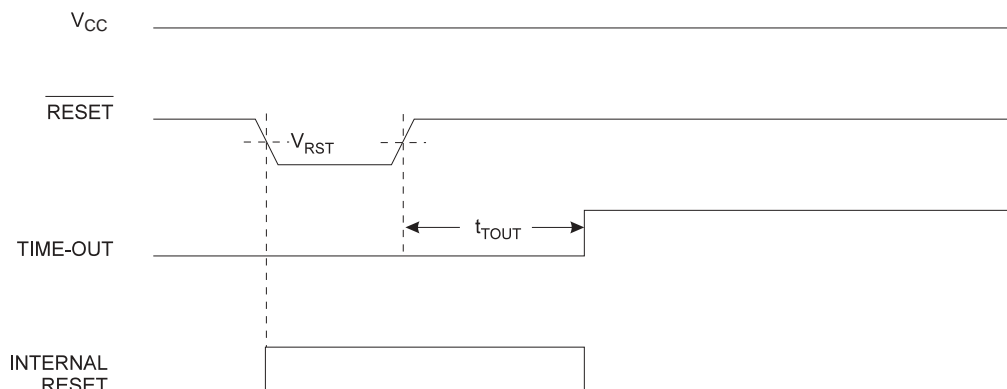 VCC
RESET
VRST
tTOUT
TIME-OUT
INTERNAL
RESET